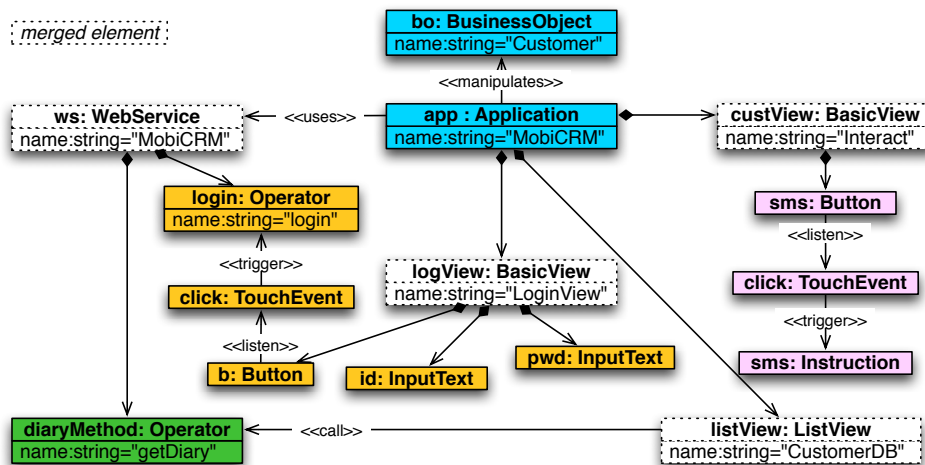 merged element
bo: BusinessObject
name:string="Customer"
<<manipulates>>
ws: WebService
name:string="MobiCRM"
<<uses>>
app : Application
name:string="MobiCRM"
custView: BasicView
name:string="Interact"
login: Operator
name:string="login"
sms: Button
<<listen>>
<<trigger>>
logView: BasicView
name:string="LoginView"
click: TouchEvent
click: TouchEvent
<<listen>>
<<trigger>>
b: Button
id: InputText
pwd: InputText
sms: Instruction
diaryMethod: Operator
name:string="getDiary"
<<call>>
listView: ListView
name:string="CustomerDB"